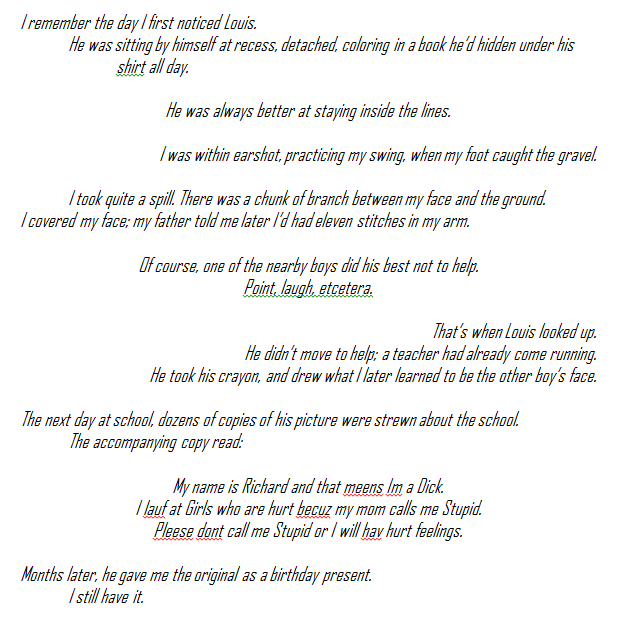 I remember the day I first noticed Louis.
He was sitting by himself at recess, detached, coloring in a book he'd hidden under his
shirt all day.
He was always better at staying inside the lines.
I was within earshot, practicing my swing, when my foot caught the gravel.
I took quite a spill. There was a chunk of branch between my face and the ground.
I covered my face; my father told me later I'd had eleven stitches in my arm.
Of course, one of the nearby boys did his best not to help.
Point, laugh, etcetera.
That's when Louis looked up.
He didn't move to help; a teacher had already come running.
He took his crayon, and drew what I later learned to be the other boy's face.
The next day at school, dozens of copies of his picture were strewn about the school.
The accompanying copy read:
My name is Richard and that meens Im a Dick.
I lauf at Girls who are hurt becuz my mom calls me Stupid.
Pleese dont call me Stupid or I will hav hurt feelings.
Months later, he gave me the original as a birthday present.
I still have it.